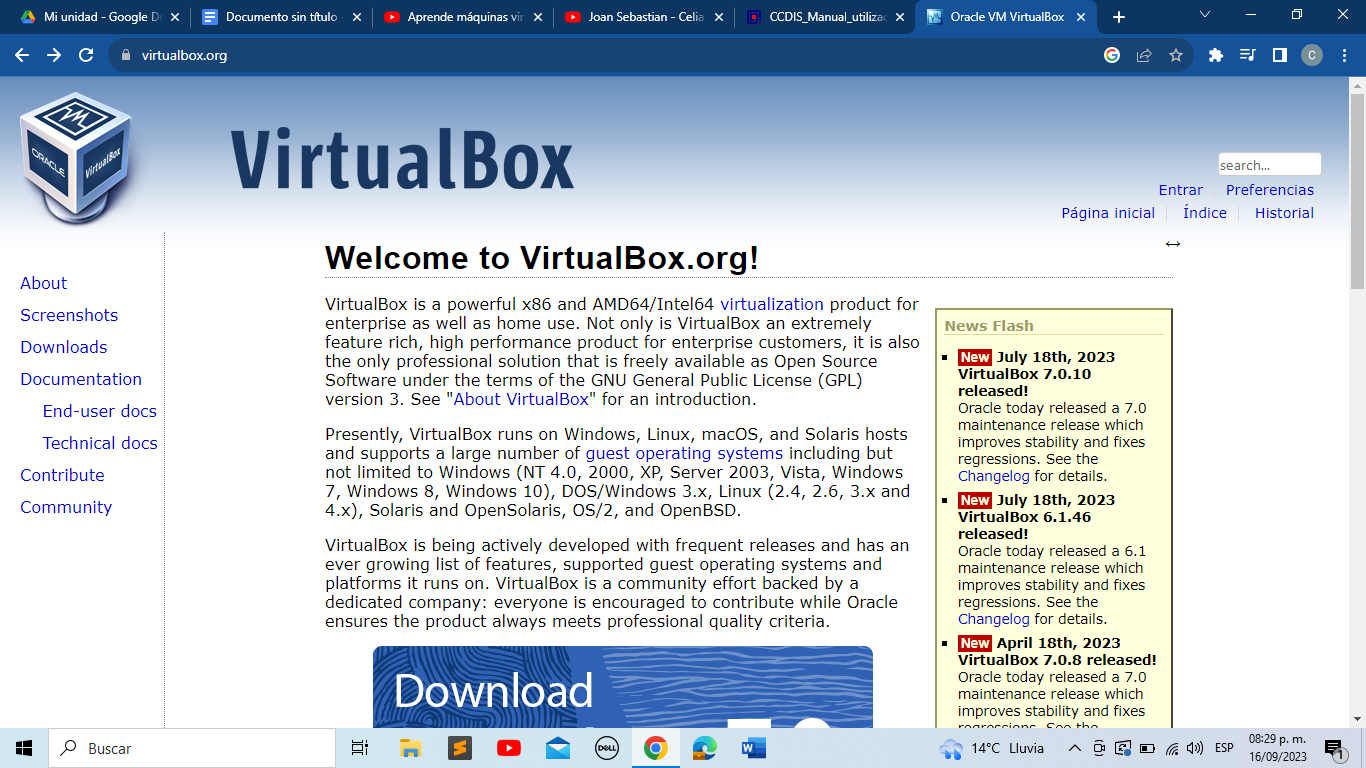 Mi unidad - Google Dr
Documento sin título -
Aprende máquinas vir
Joan Sebastian - Celia
CCDIS_Manual_utilizac
Oracle VM VirtualBox
virtualbox.org
C
ORACLE
VirtualBox
VirtualBox
search...
Entrar
Preferencias
Página inicial
Índice
Historial
About
Screenshots
Downloads
Documentation
End-user docs
Technical docs
Contribute
Community
Welcome to VirtualBox.org!
VirtualBox is a powerful x86 and AMD64/Intel64 virtualization product for
enterprise as well as home use. Not only is VirtualBox an extremely
feature rich, high performance product for enterprise customers, it is also
the only professional solution that is freely available as Open Source
Software under the terms of the GNU General Public License (GPL)
version 3. See "About VirtualBox" for an introduction.
Presently, VirtualBox runs on Windows, Linux, macOS, and Solaris hosts
and supports a large number of guest operating systems including but
not limited to Windows (NT 4.0, 2000, XP, Server 2003, Vista, Windows
7, Windows 8, Windows 10), DOS/Windows 3.x, Linux (2.4, 2.6, 3.x and
4.x), Solaris and OpenSolaris, OS/2, and OpenBSD.
VirtualBox is being actively developed with frequent releases and has an
ever growing list of features, supported guest operating systems and
platforms it runs on. VirtualBox is a community effort backed by a
dedicated company: everyone is encouraged to contribute while Oracle
ensures the product always meets professional quality criteria.
Download
News Flash
New July 18th, 2023
VirtualBox 7.0.10
released!
Oracle today released a 7.0
maintenance release which
improves stability and fixes
regressions. See the
Changelog for details.
New July 18th, 2023
VirtualBox 6.1.46
released!
Oracle today released a 6.1
maintenance release which
improves stability and fixes
regressions. See the
Changelog for details.
New April 18th, 2023
VirtualBox 7.0.8 released!
Oracle today released a 7.0
maintenance release which
improves stability and fixes
regressions. See the
Buscar
DELL
14°C Lluvia
ESP
08:29 p. m.
16/09/2023
1